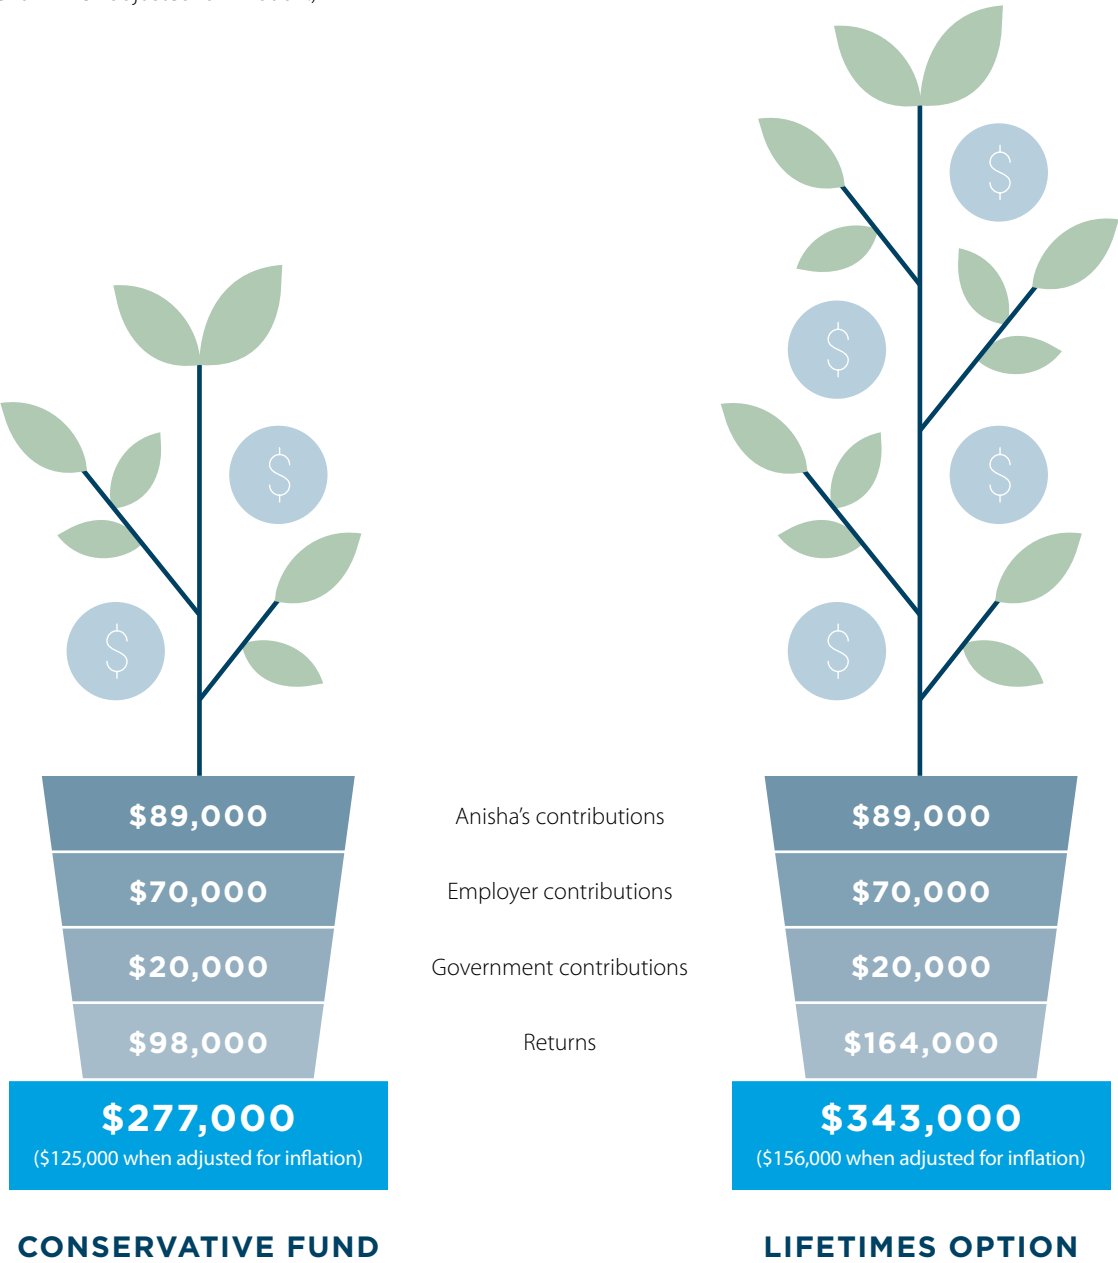 $89,000 Anisha’s contributions $89,000
$70,000 Employer contributions $70,000
$20,000 Government contributions $20,000
$98,000 Returns $164,000
$277,000 $343,000
($125,000 when adjusted for inflation) ($156,000 when adjusted for inflation)
CONSERVATIVE FUND LIFETIMES OPTION